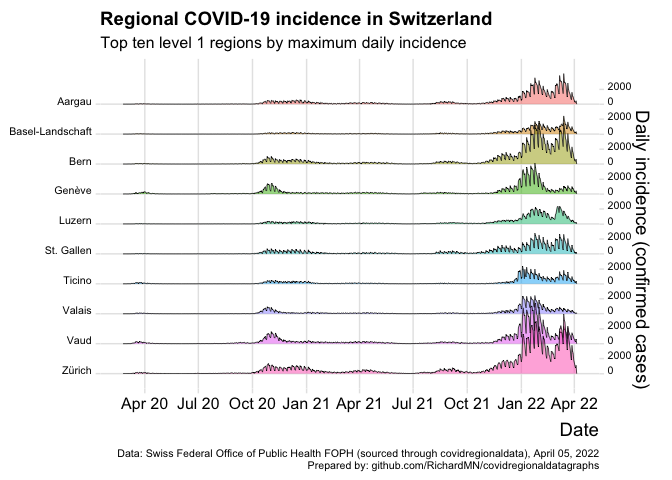 Regional COVID-19 incidence in Switzerland
Top ten level 1 regions by maximum daily incidence
Aargau
2000
0
Basel-Landschaft
2000
0
Bern
2000
0
Genève
2000
0
Luzern
2000
0
St. Gallen
2000
0
Ticino
2000
0
Valais
2000
0
Vaud
2000
0
Zürich
2000
0
Daily incidence (confirmed cases)
Apr 20 Jul 20 Oct 20 Jan 21 Apr 21 Jul 21 Oct 21 Jan 22 Apr 22
Date
Data: Swiss Federal Office of Public Health FOPH (sourced through covidregionaldata), April 05, 2022
Prepared by: github.com/RichardMN/covidregionaldatagraphs